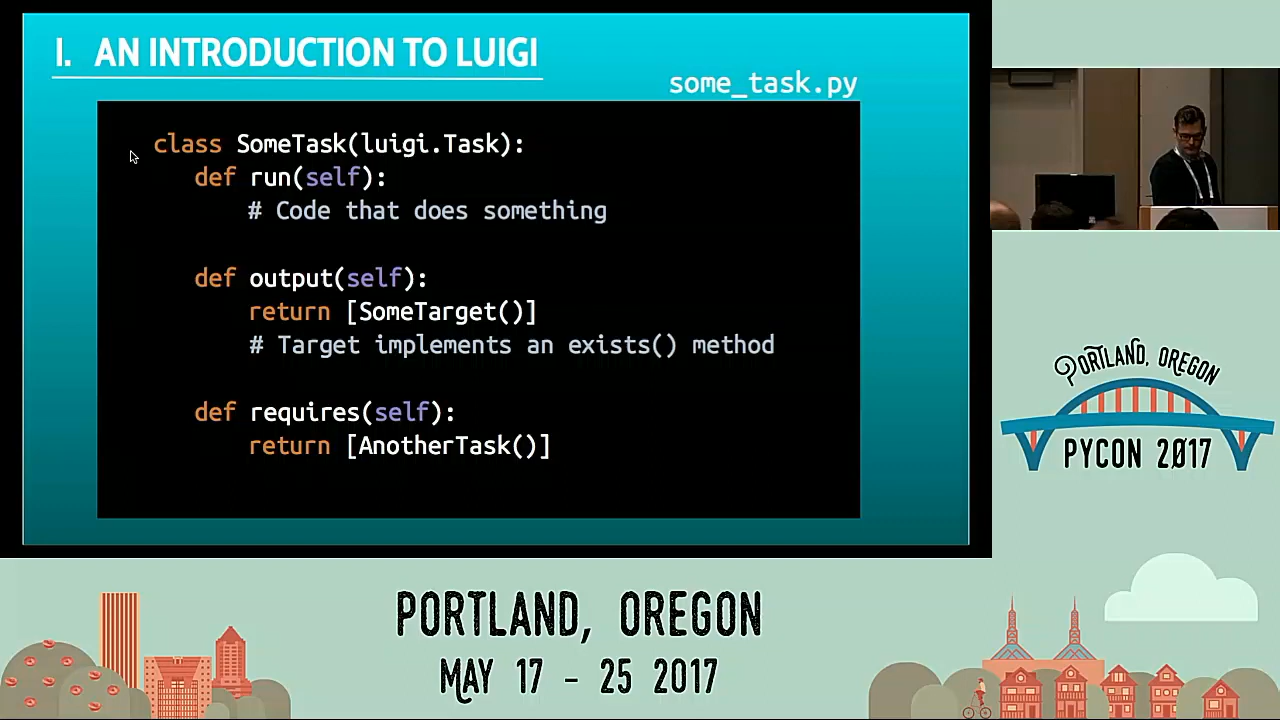 I. AN INTRODUCTION TO LUIGI
some_task.py
class SomeTask(luigi.Task):
def run(self):
# Code that does something
def output(self):
return [SomeTarget()]
# Target implements an exists() method
def requires(self):
return [AnotherTask()]
PORTLAND, OREGON
PYCON 2017
PORTLAND, OREGON
MAY 17 - 25 2017